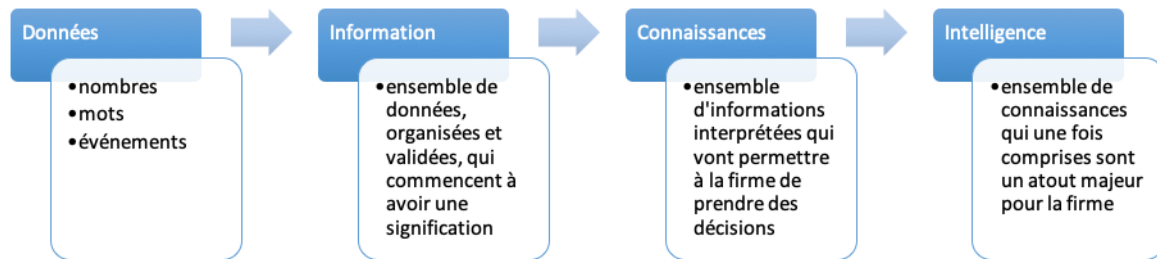 Données
•nombres
•mots
•événements
Information
•ensemble de
données,
organisées et
validées, qui
commencent à
avoir une
signification
Connaissances
•ensemble
d'informations
interprétées qui
vont permettre
à la firme de
prendre des
décisions
Intelligence
•ensemble de
connaissances
qui une fois
comprises sont
un atout majeur
pour la firme